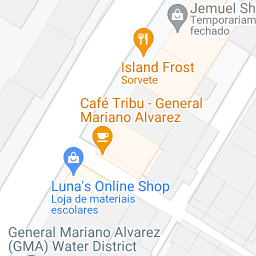 Jemuel Sh
Temporariam
fechado
Island Frost
Sorvete
Café Tribu - General
Mariano Alvarez
Luna's Online Shop
Loja de materiais
escolares
General Mariano Alvarez
(GMA) Water District